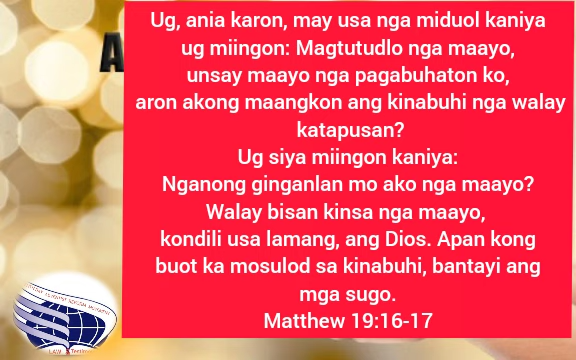 A
Ug, ania karon, may usa nga miduol kaniya
ug miingon: Magtutudlo nga maayo,
unsay maayo nga pagabuhaton ko,
aron akong maangkon ang kinabuhi nga walay
katapusan?
Ug siya miingon kaniya:
Nganong ginganlan mo ako nga maayo?
Walay bisan kinsa nga maayo,
kondili usa lamang, ang Dios. Apan kong
buot ka mosulod sa kinabuhi, bantayi ang
mga sugo.
Matthew 19:16-17
LAW